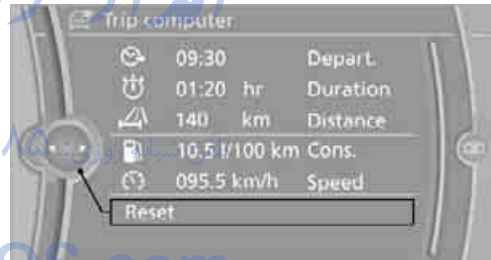 Trip computer
09:30 Depart.
01:20 hr Duration
140 km Distance
10.5 l/100 km Cons.
095.5 km/h Speed
Reset